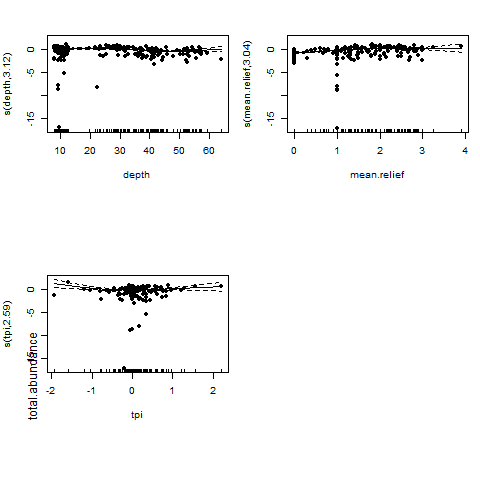 s(depth,3.12)
0
-5
-15
10 20 30 40 50 60
depth
s(mean.relief,3.04)
0
-5
-15
0 1 2 3 4
mean.relief
s(tpi,2.59)
total.abundance
0
-5
-15
-2 -1 0 1 2
tpi